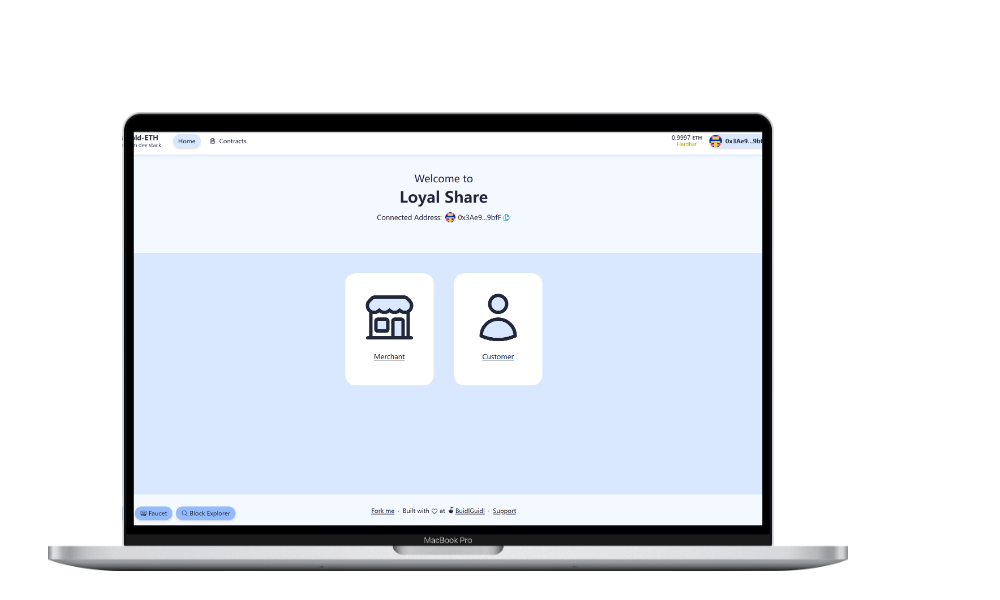 ld-ETH
n dev stack
Home
Contracts
0.9997 ETH
Hardhat
0x3Ae9...9bf
Welcome to
Loyal Share
Connected Address: 0x3Ae9...9bfF
Merchant
Customer
Faucet
Block Explorer
Fork me · Built with ♡ at BuidlGuidl · Support
MacBook Pro